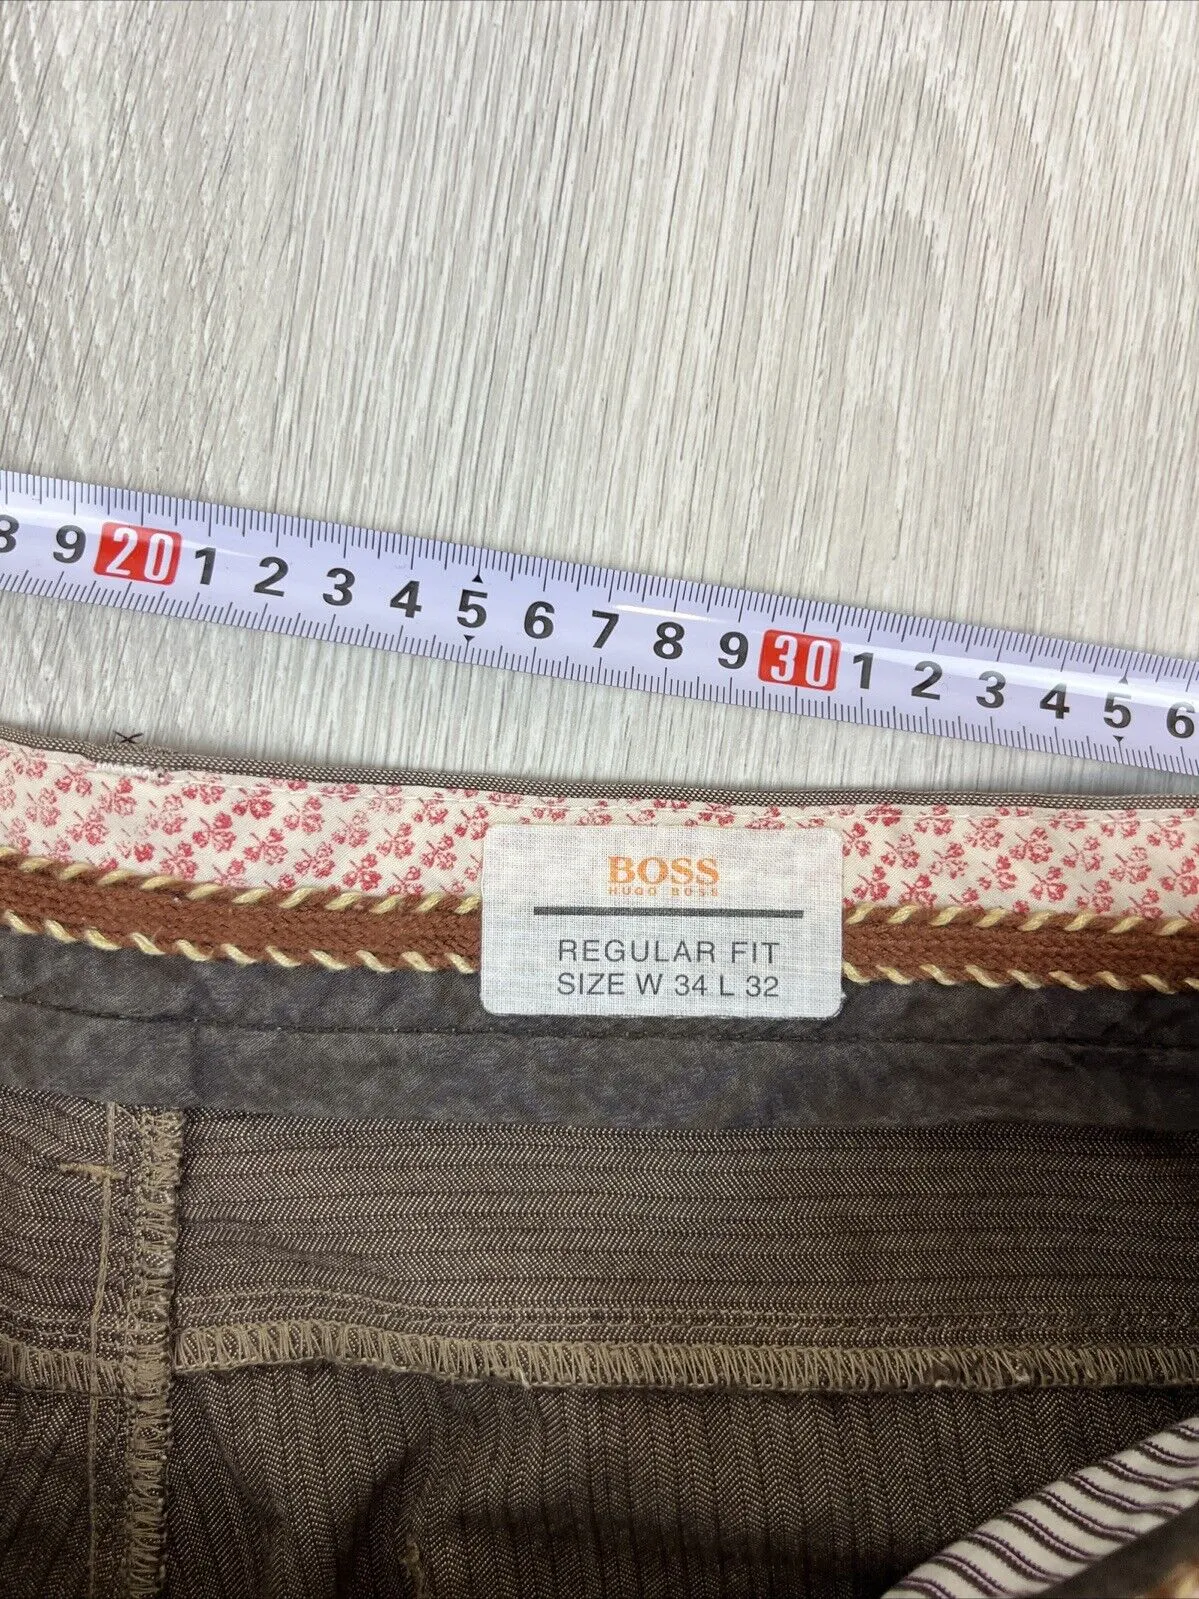 8 9 20 1 2 3 4 5 6 7 8 9 30 1 2 3 4 5 6
BOSS
HUGO BOSS
REGULAR FIT
SIZE W 34 L 32